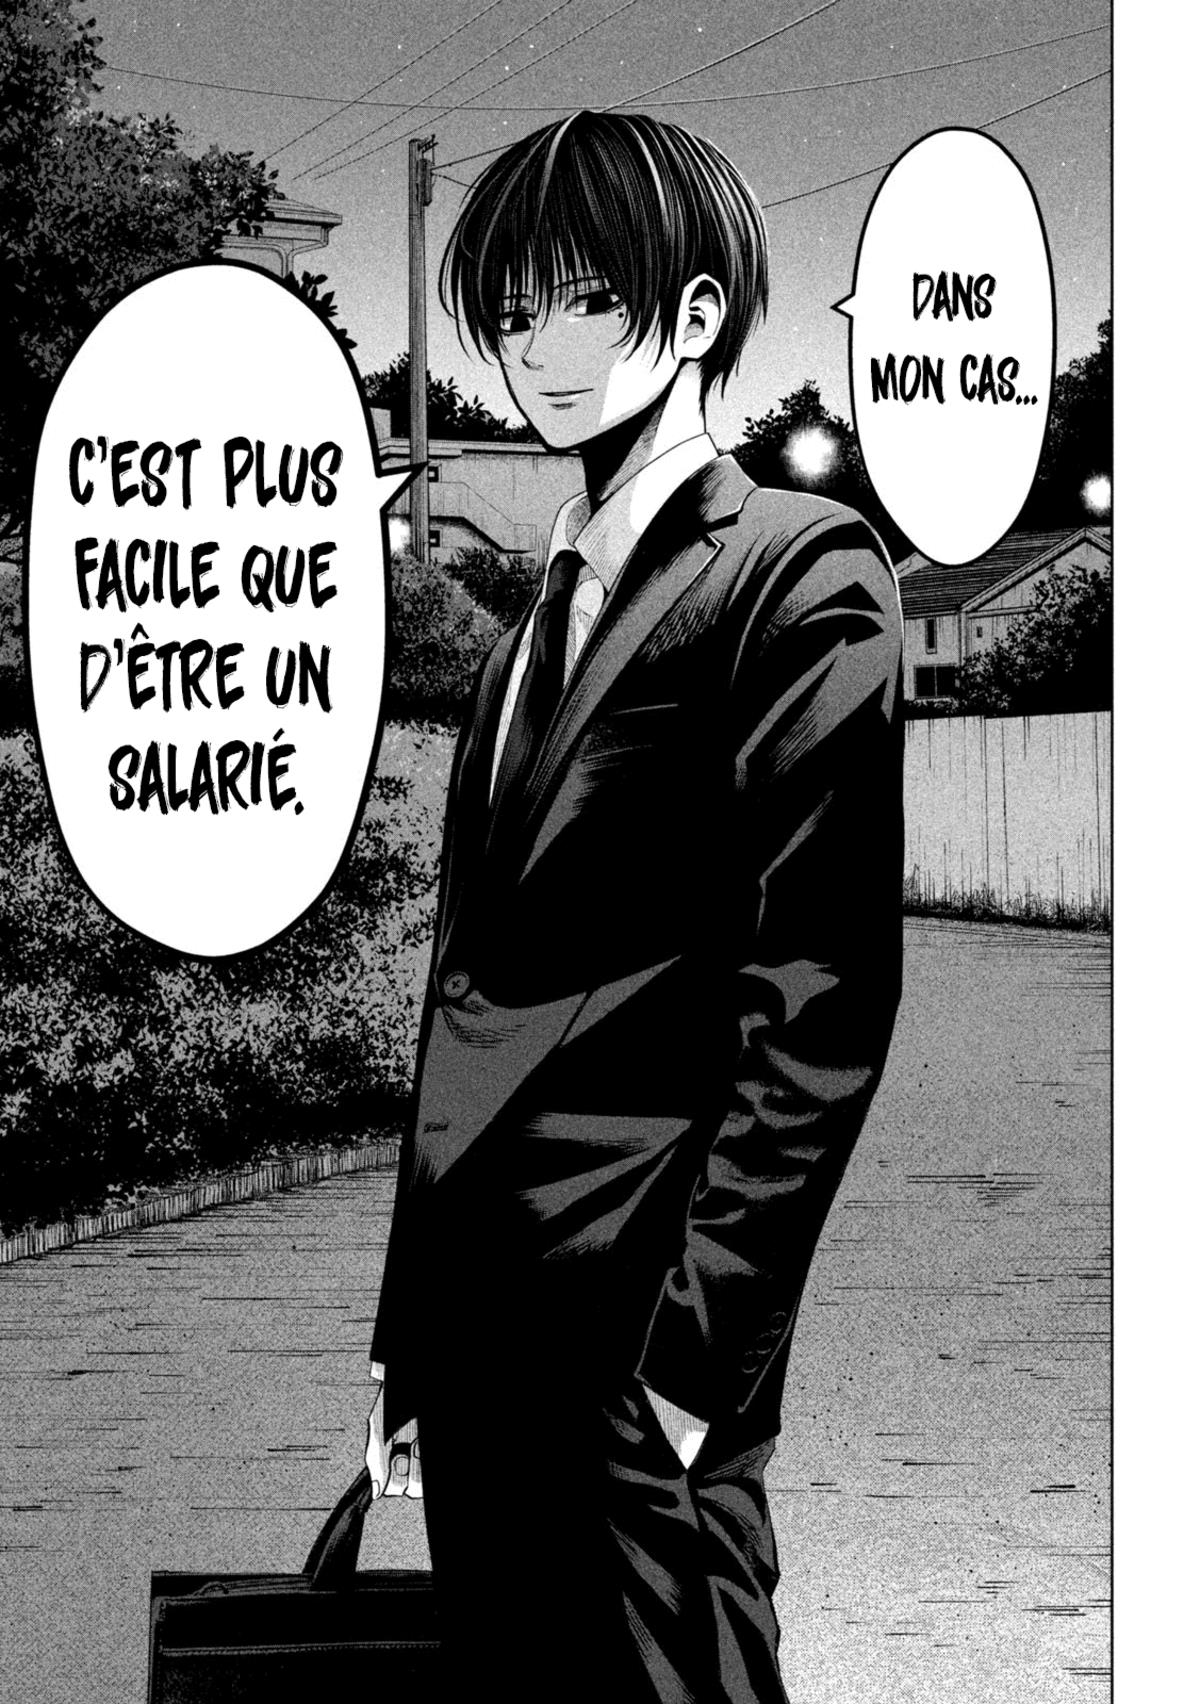 DANS
MON CAS...
C'EST PLUS
FACILE QUE
D'ÊTRE UN
SALARIÉ.